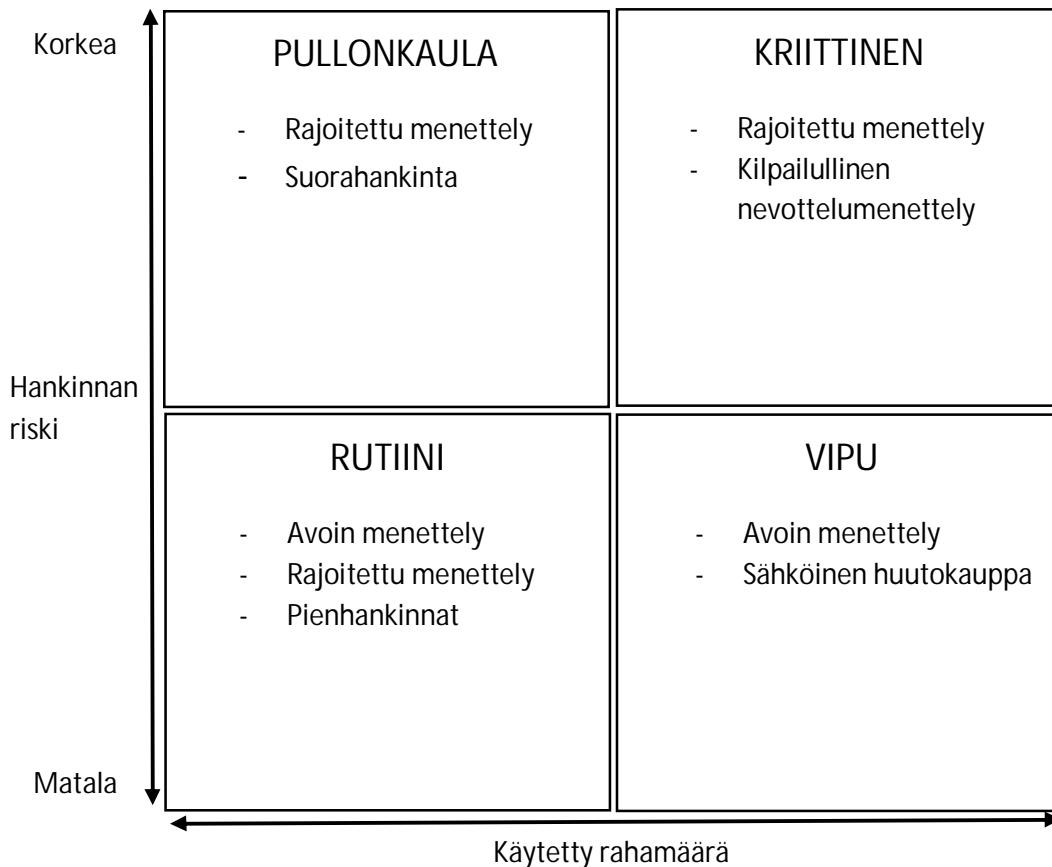 Korkea
PULLONKAULA
- Rajoitettu menettely
- Suorahankinta
KRIITTINEN
- Rajoitettu menettely
- Kilpailullinen
nevottelumenettely
Hankinnan
riski
RUTIINI
- Avoin menettely
- Rajoitettu menettely
- Pienhankinnat
VIPU
- Avoin menettely
- Sähköinen huutokauppa
Matala
Käytetty rahamäärä